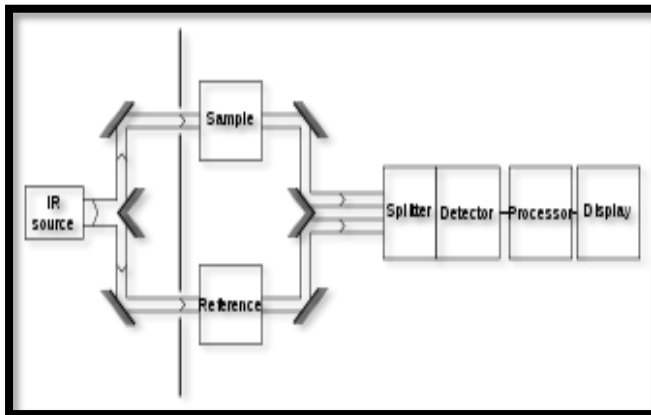 Sample
IR
source
Splitter
Detector
Processor
Display
Reference